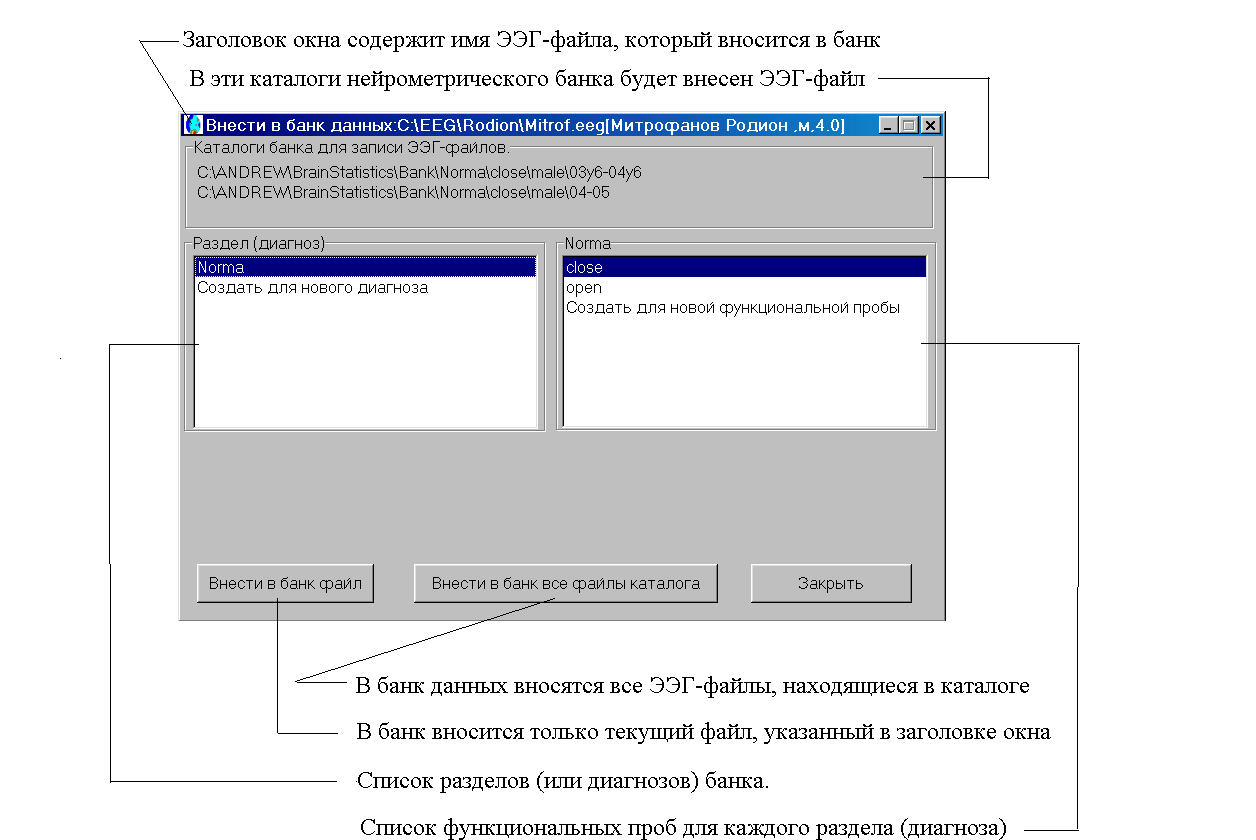 Заголовок окна содержит имя ЭЭГ-файла, который вносится в банк
В эти каталоги нейрометрического банка будет внесен ЭЭГ-файл
Внести в банк данных:C:\EEG\Rodion\Mitrof.eeg[Митрофанов Родион ,м,4.0]
Каталоги банка для записи ЭЭГ-файлов.
C:\ANDREW\BrainStatistics\Bank\Norma\close\male\03y6-04y6
C:\ANDREW\BrainStatistics\Bank\Norma\close\male\04-05
Раздел (диагноз)
Norma
Norma
Создать для нового диагноза
close
open
Создать для новой функциональной пробы
Внести в банк файл
Внести в банк все файлы каталога
Закрыть
В банк данных вносятся все ЭЭГ-файлы, находящиеся в каталоге
В банк вносится только текущий файл, указанный в заголовке окна
Список разделов (или диагнозов) банка.
Список функциональных проб для каждого раздела (диагноза)